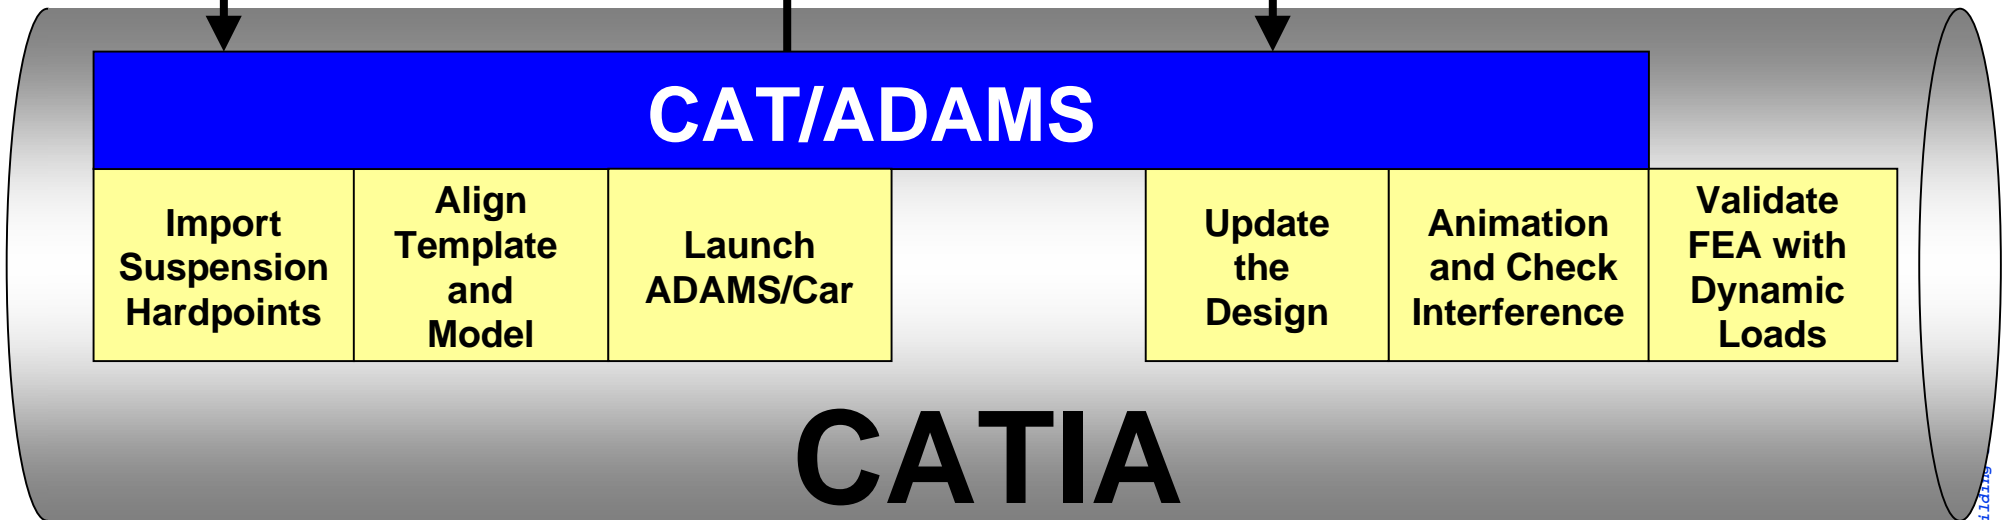 CAT/ADAMS
Import
Suspension
Hardpoints
Align
Template
and
Model
Launch
ADAMS/Car
Update
the
Design
Animation
and Check
Interference
Validate
FEA with
Dynamic
Loads
CATIA